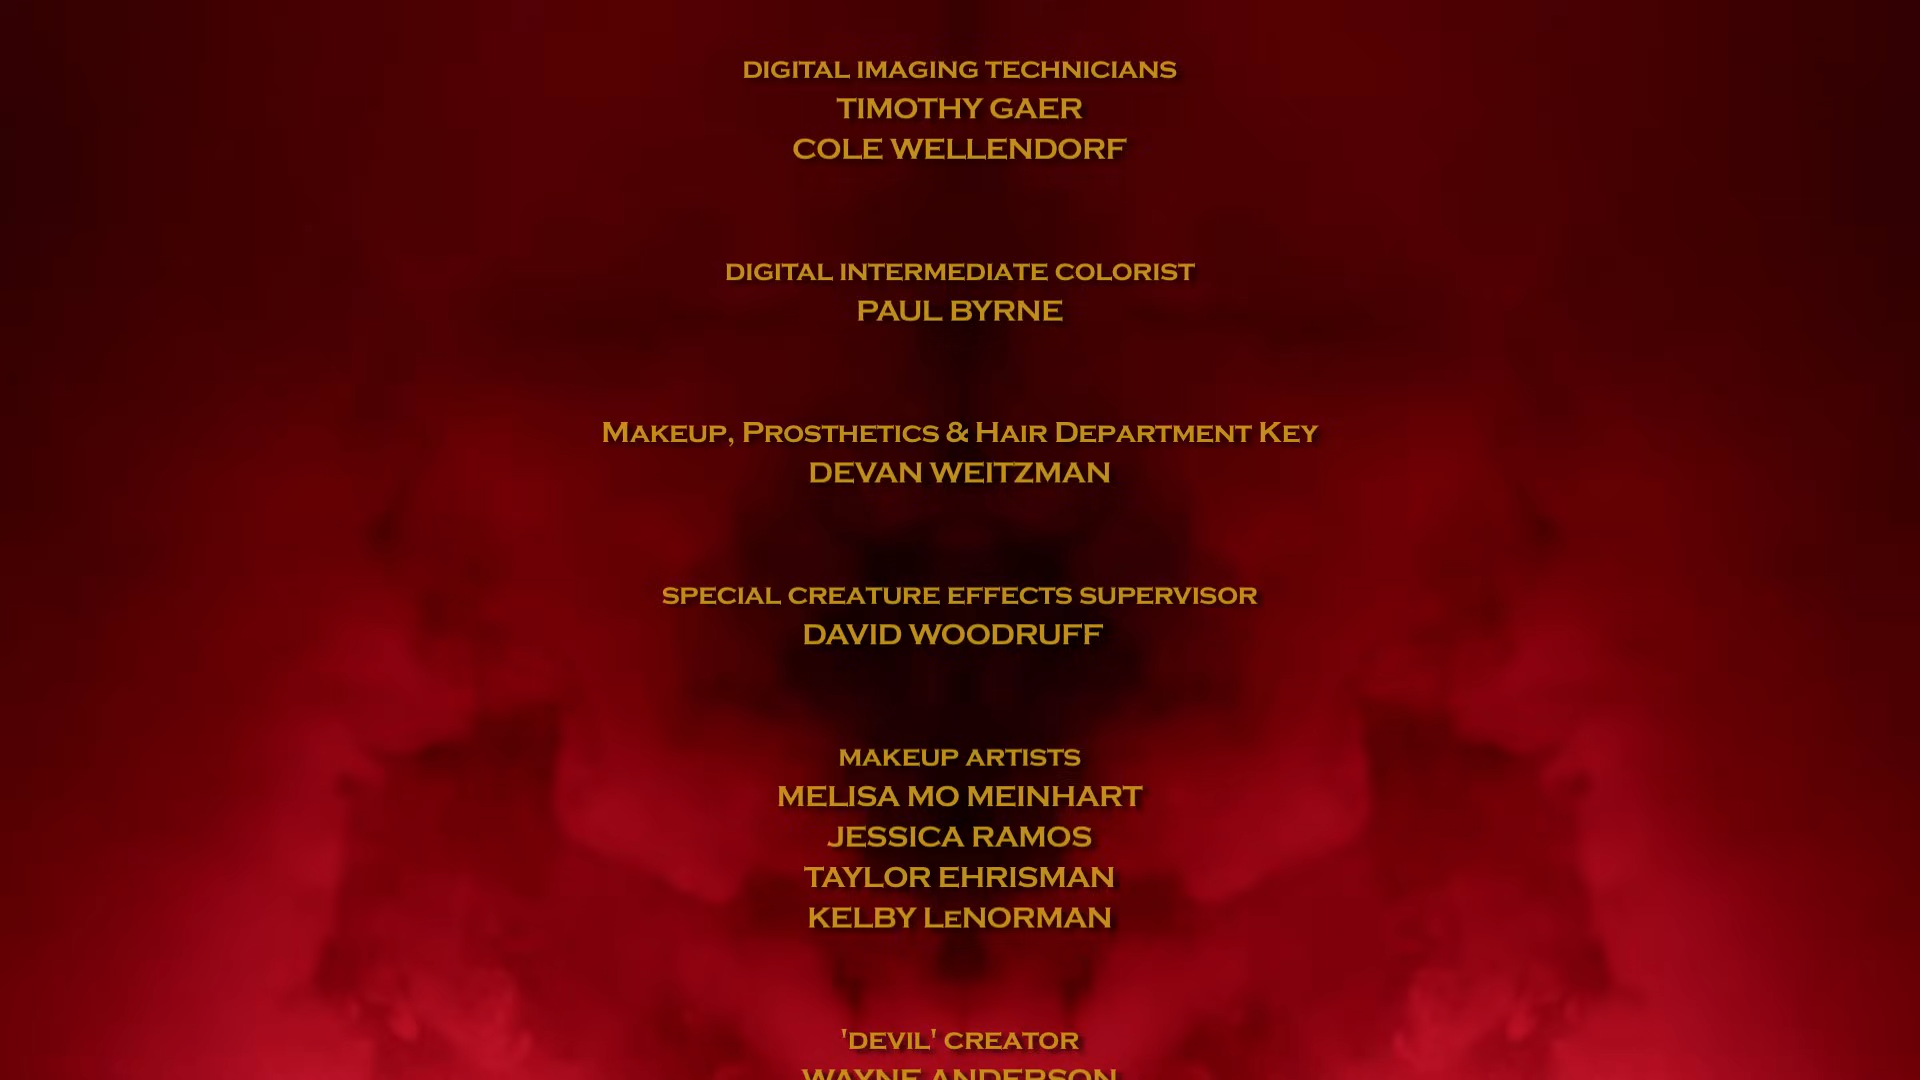 DIGITAL IMAGING TECHNICIANS
TIMOTHY GAER
COLE WELLENDORF
DIGITAL INTERMEDIATE COLORIST
PAUL BYRNE
Makeup, Prosthetics & Hair Department Key
DEVAN WEITZMAN
SPECIAL CREATURE EFFECTS SUPERVISOR
DAVID WOODRUFF
MAKEUP ARTISTS
MELISA MO MEINHART
JESSICA RAMOS
TAYLOR EHRISMAN
KELBY LeNORMAN
'DEVIL' CREATOR
WAYNE ANDERSON